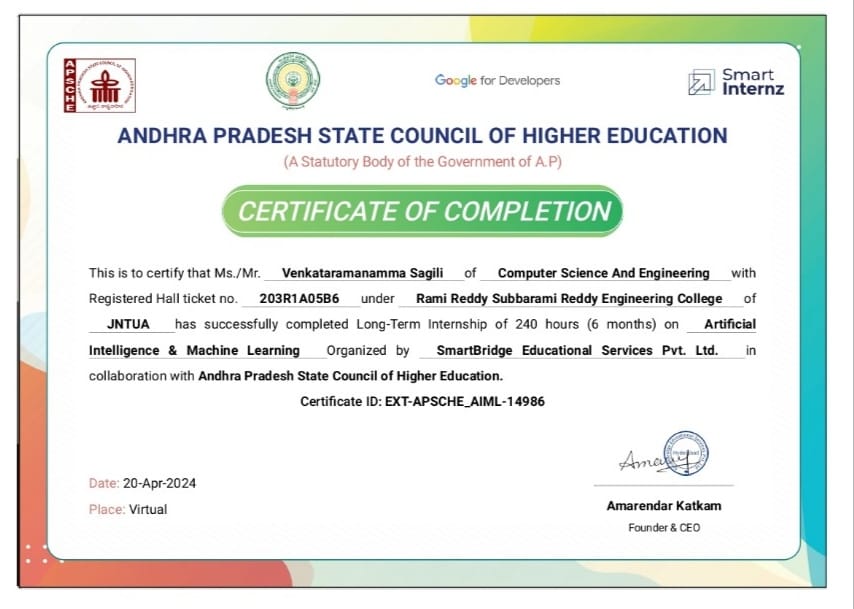 APSCHE
Google for Developers
Smart
Internz
ANDHRA PRADESH STATE COUNCIL OF HIGHER EDUCATION
(A Statutory Body of the Government of A.P)
CERTIFICATE OF COMPLETION
This is to certify that Ms./Mr. Venkataramanamma Sagili of Computer Science And Engineering with
Registered Hall ticket no. 203R1A05B6 under Rami Reddy Subbarami Reddy Engineering College of
JNTUA has successfully completed Long-Term Internship of 240 hours (6 months) on Artificial
Intelligence & Machine Learning Organized by SmartBridge Educational Services Pvt. Ltd. in
collaboration with Andhra Pradesh State Council of Higher Education.
Certificate ID: EXT-APSCHE_AIML-14986
Date: 20-Apr-2024
Place: Virtual
Amarendar Katkam
Founder & CEO